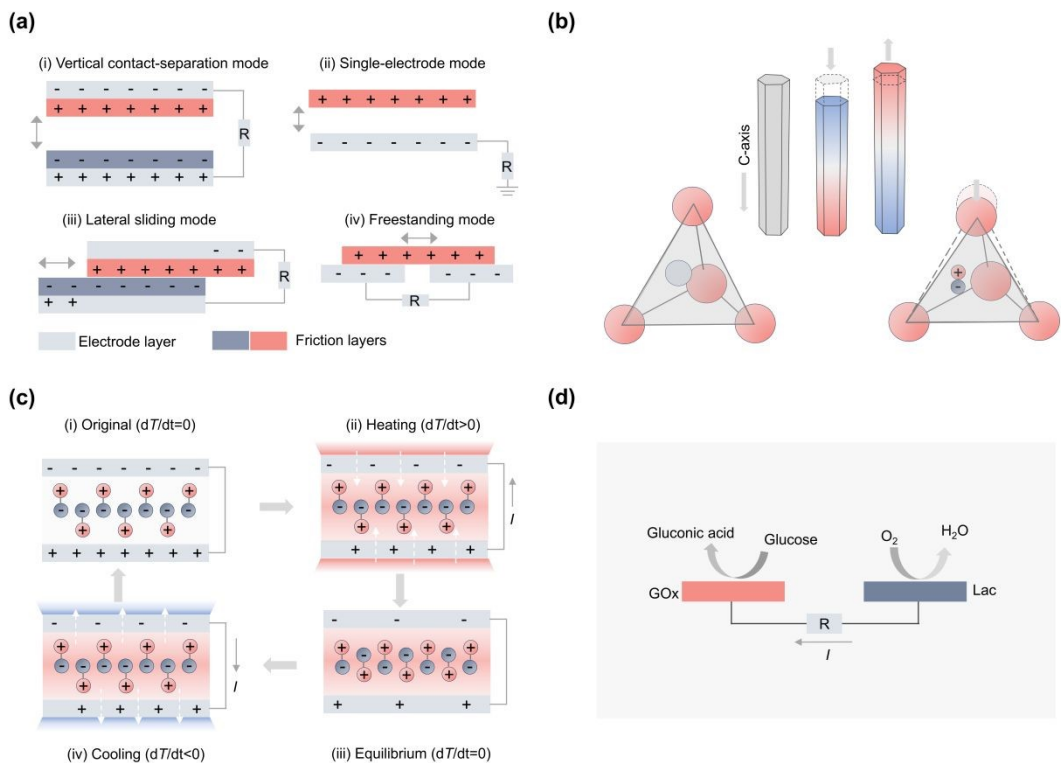 (a)
(i) Vertical contact-separation mode
- - - - - - -
+ + + + + + +
R
- - - - - - -
+ + + + + + +
(ii) Single-electrode mode
+ + + + + + +
- - - - - - -
R
(iii) Lateral sliding mode
- -
+ + + + + + +
R
- - - - - - -
+ +
(iv) Freestanding mode
+ + + + + + +
- - - - - -
R
Electrode layer
Friction layers
(b)
C-axis
+
-
(c)
(i) Original (dT/dt=0)
- - - - - - -
+ + + +
- - - - - - -
+ + +
+ + + + + + +
(ii) Heating (dT/dt>0)
- - - -
+ + + +
- - - - - - -
+ + +
+ + + +
I
(iv) Cooling (dT/dt<0)
- - - -
+ + + +
- - - - - - -
+ + +
+ + + +
I
(iii) Equilibrium (dT/dt=0)
- - -
+ + + +
- - - - - - -
+ + +
+ + +
(d)
Gluconic acid
Glucose
O₂
H₂O
GOx
Lac
R
I